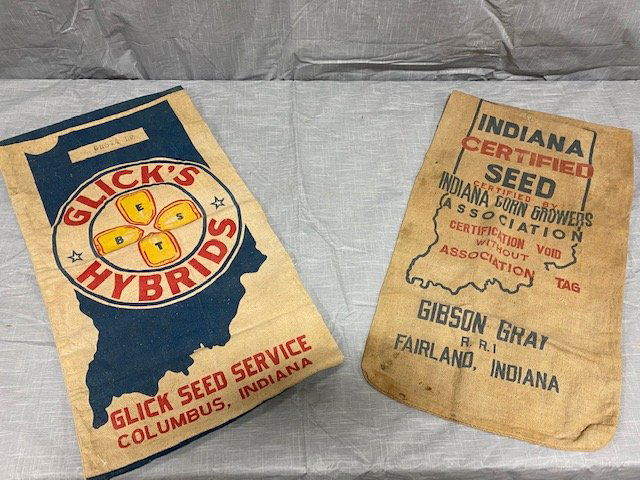 GLICK'S
B E S T
HYBRIDS
GLICK SEED SERVICE
COLUMBUS, INDIANA
INDIANA
CERTIFIED
SEED
CERTIFIED BY
INDIANA CORN GROWERS
ASSOCIATION
CERTIFICATION VOID
WITHOUT
ASSOCIATION TAG
GIBSON GRAY
R.R.1
FAIRLAND, INDIANA